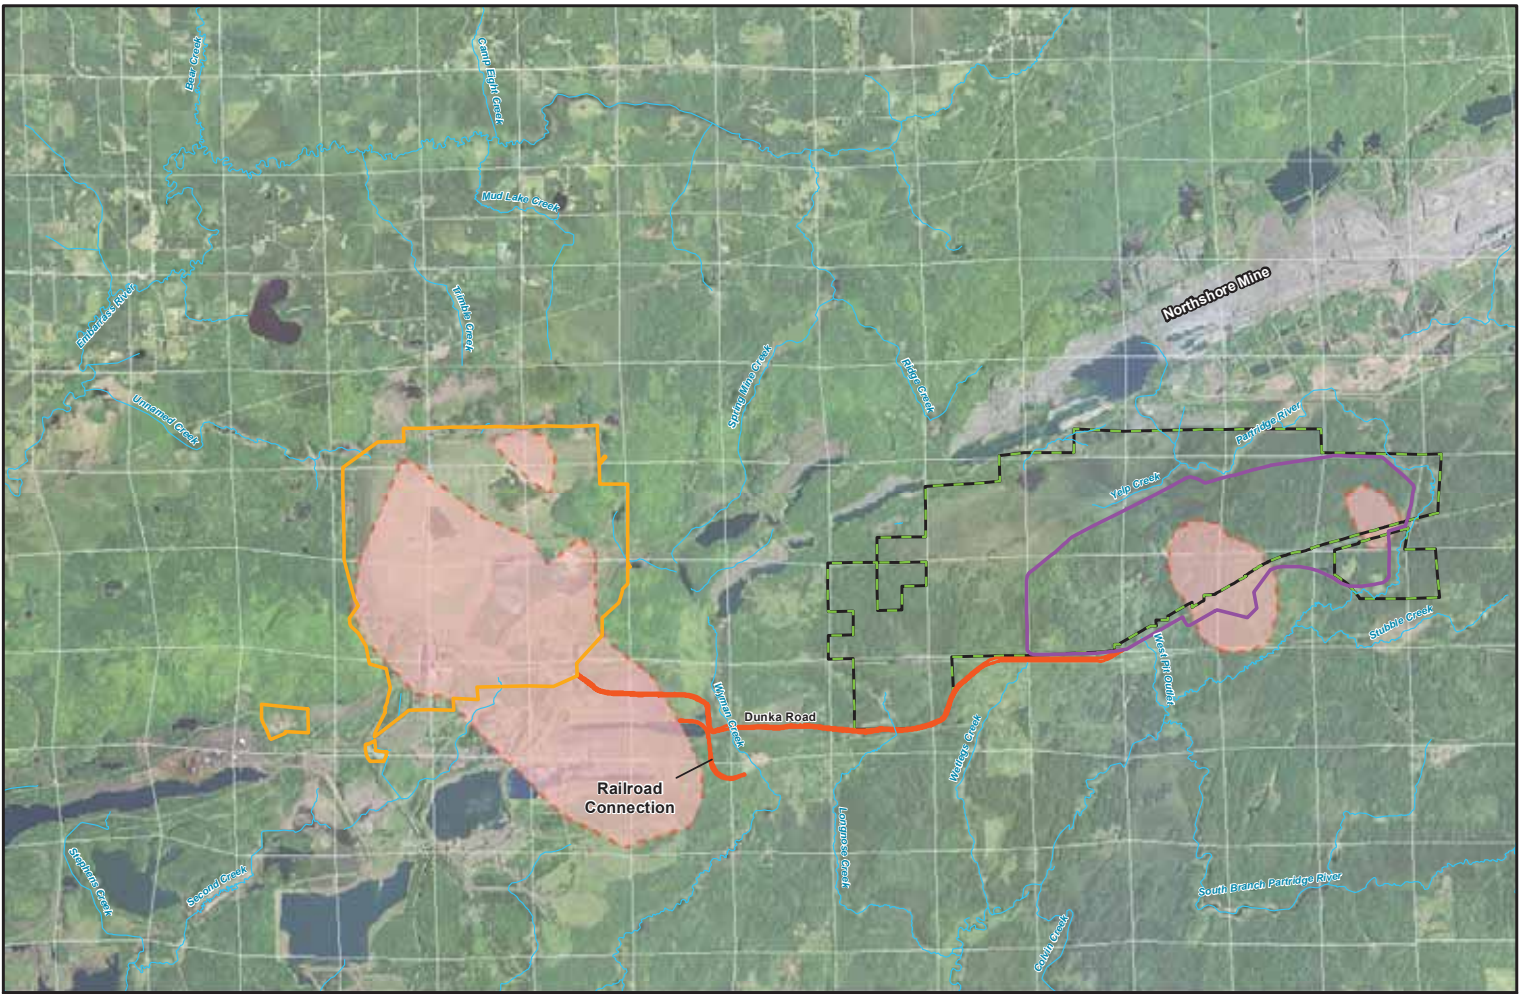 Bear Creek
Camp Eight Creek
Mud Lake Creek
Embarrass River
Trimble Creek
Northshore Mine
Unnamed Creek
Spring Mine Creek
Ridge Creek
Partridge River
Yelp Creek
Stubble Creek
West Pit Outlet
Wyman Creek
Dunka Road
Wetlegs Creek
Railroad
Connection
Longnose Creek
Stephens Creek
Second Creek
South Branch Partridge River
Calvin Creek